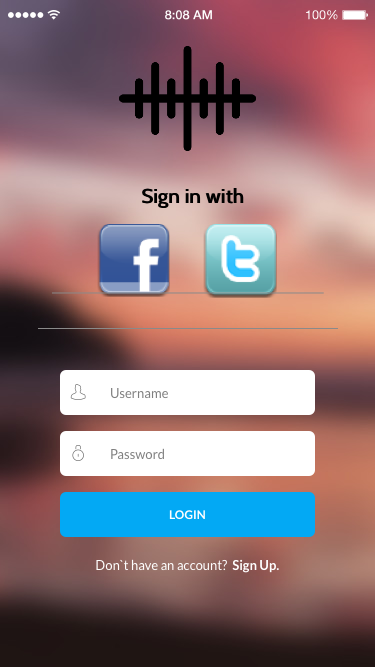 8:08 AM 100%
Sign in with
Username
Password
LOGIN
Don`t have an account? Sign Up.